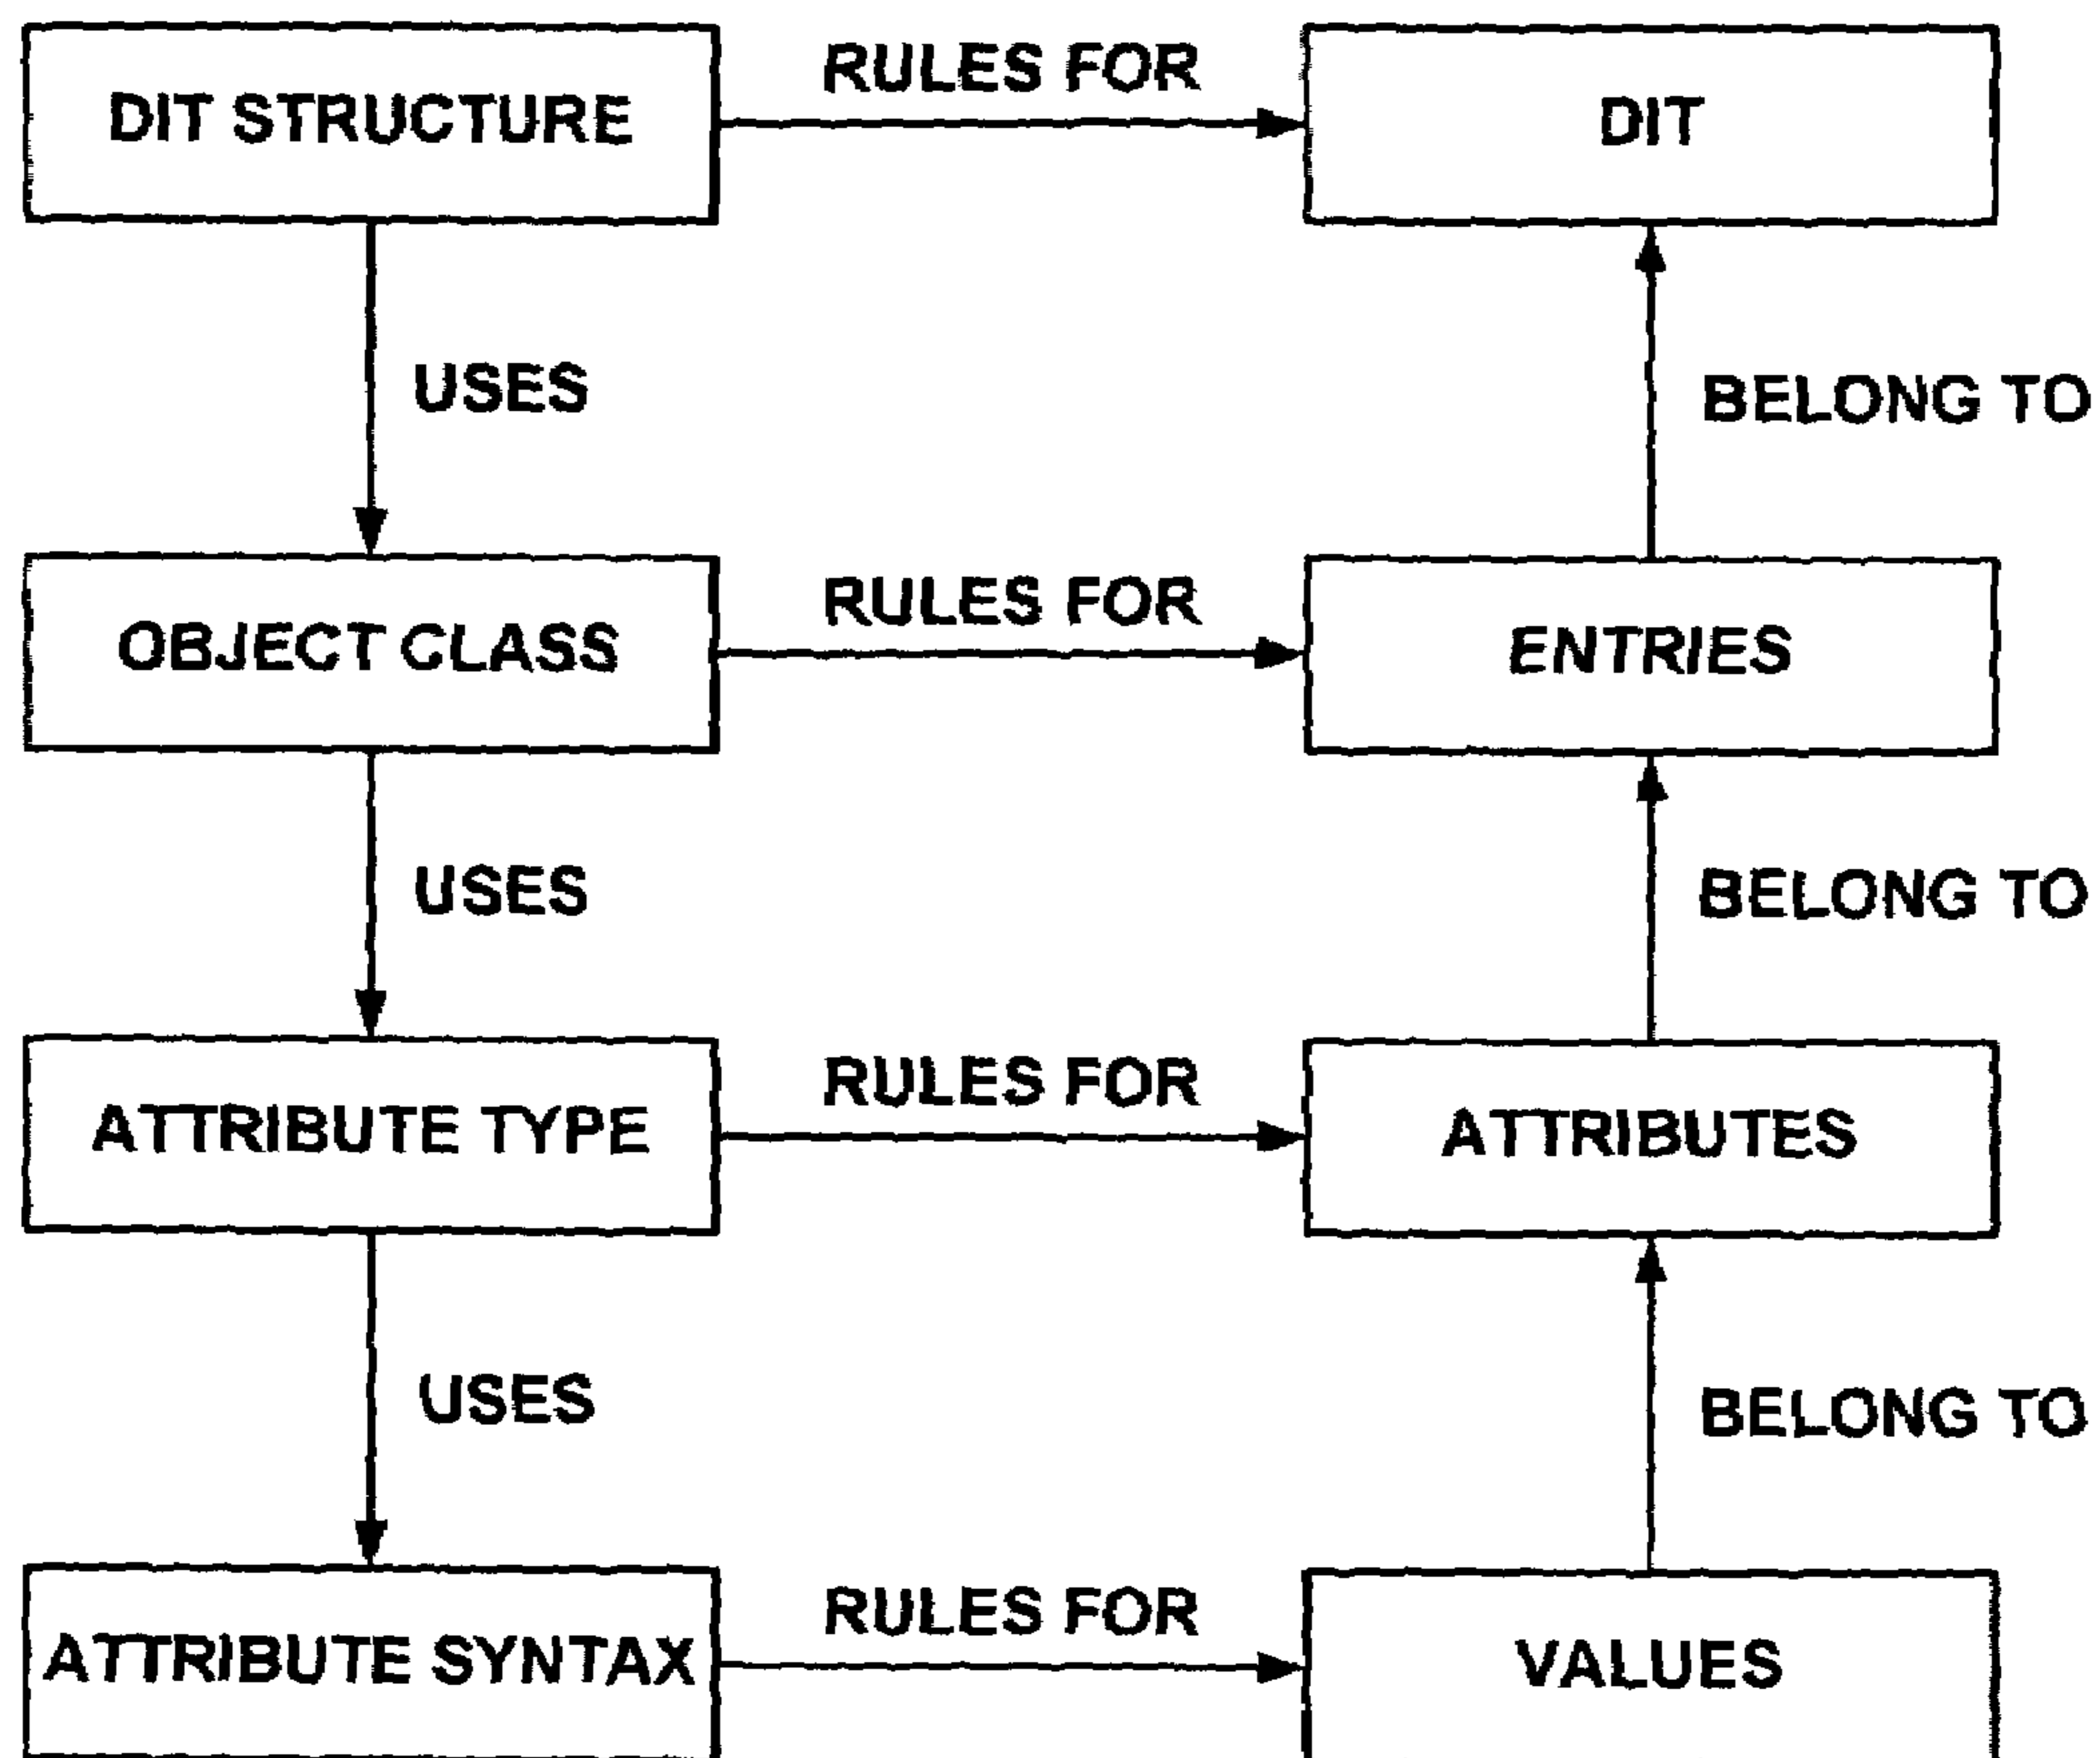 DIT STRUCTURE
RULES FOR
DIT
USES
BELONG TO
OBJECT CLASS
RULES FOR
ENTRIES
USES
BELONG TO
ATTRIBUTE TYPE
RULES FOR
ATTRIBUTES
USES
BELONG TO
ATTRIBUTE SYNTAX
RULES FOR
VALUES